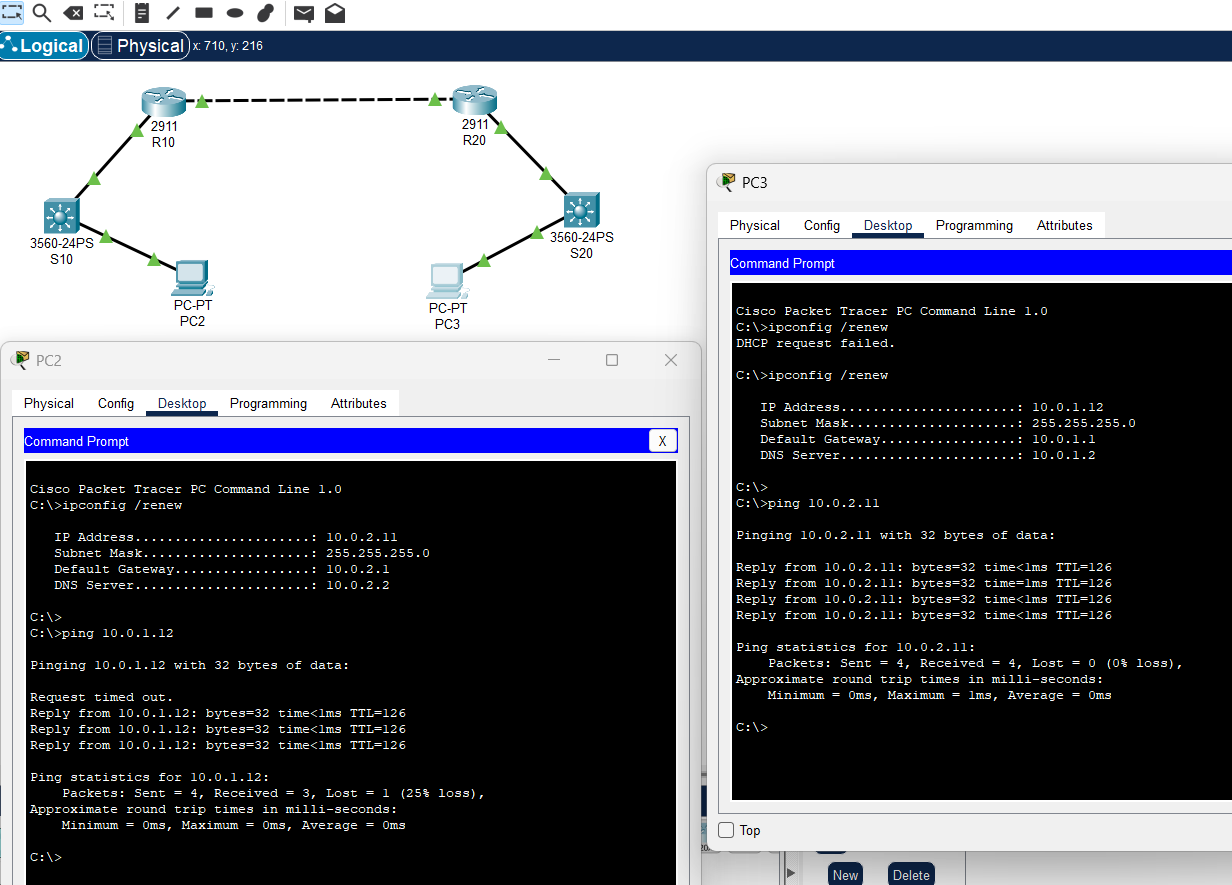 Logical Physical x: 710, y: 216
2911
R10
2911
R20
3560-24PS
S10
3560-24PS
S20
PC-PT
PC2
PC-PT
PC3
PC2
Physical Config Desktop Programming Attributes
Command Prompt X
Cisco Packet Tracer PC Command Line 1.0
C:\>ipconfig /renew
IP Address......................: 10.0.2.11
Subnet Mask.....................: 255.255.255.0
Default Gateway.................: 10.0.2.1
DNS Server......................: 10.0.2.2
C:\>
C:\>ping 10.0.1.12
Pinging 10.0.1.12 with 32 bytes of data:
Request timed out.
Reply from 10.0.1.12: bytes=32 time<1ms TTL=126
Reply from 10.0.1.12: bytes=32 time<1ms TTL=126
Reply from 10.0.1.12: bytes=32 time<1ms TTL=126
Ping statistics for 10.0.1.12:
Packets: Sent = 4, Received = 3, Lost = 1 (25% loss),
Approximate round trip times in milli-seconds:
Minimum = 0ms, Maximum = 0ms, Average = 0ms
C:\>
PC3
Physical Config Desktop Programming Attributes
Command Prompt
Cisco Packet Tracer PC Command Line 1.0
C:\>ipconfig /renew
DHCP request failed.
C:\>ipconfig /renew
IP Address......................: 10.0.1.12
Subnet Mask.....................: 255.255.255.0
Default Gateway.................: 10.0.1.1
DNS Server......................: 10.0.1.2
C:\>
C:\>ping 10.0.2.11
Pinging 10.0.2.11 with 32 bytes of data:
Reply from 10.0.2.11: bytes=32 time<1ms TTL=126
Reply from 10.0.2.11: bytes=32 time=1ms TTL=126
Reply from 10.0.2.11: bytes=32 time<1ms TTL=126
Reply from 10.0.2.11: bytes=32 time<1ms TTL=126
Ping statistics for 10.0.2.11:
Packets: Sent = 4, Received = 4, Lost = 0 (0% loss),
Approximate round trip times in milli-seconds:
Minimum = 0ms, Maximum = 1ms, Average = 0ms
C:\>
Top
New Delete